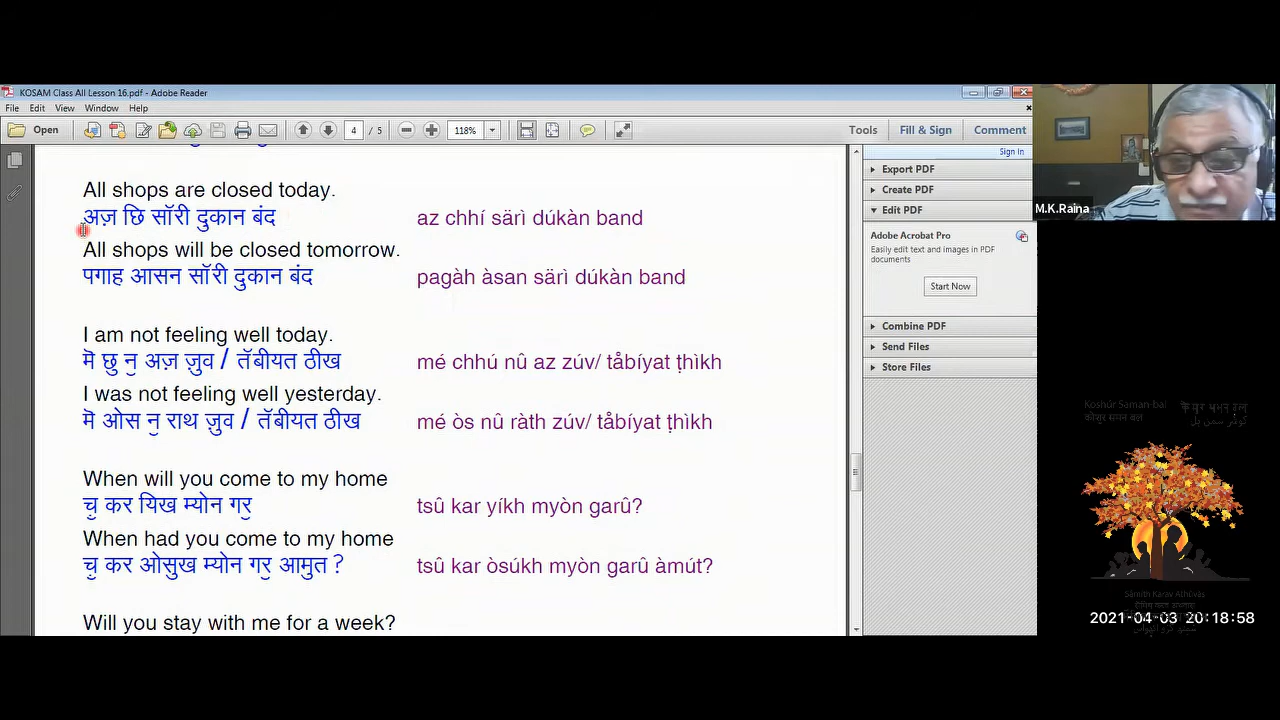 KOSAM Class All Lesson 16.pdf - Adobe Reader
File Edit View Window Help
Open 4 / 5 118% Tools Fill & Sign Comment
Sign In
Export PDF
Create PDF
Edit PDF
Adobe Acrobat Pro
Easily edit text and images in PDF documents
Start Now
Combine PDF
Send Files
Store Files
M.K.Raina
All shops are closed today.
अज़ छि सॉरी दुकान बंद az chhí särì dúkàn band
All shops will be closed tomorrow.
पगाह आसन सॉरी दुकान बंद pagàh àsan särì dúkàn band
I am not feeling well today.
मॆ छु नॖ अज़ ज़ुव / तॅबीयत ठीख mé chhú nû az zúv/ tåbíyat ṭhìkh
I was not feeling well yesterday.
मॆ ओस नॖ राथ ज़ुव / तॅबीयत ठीख mé òs nû ràth zúv/ tåbíyat ṭhìkh
When will you come to my home
चॖ कर यिख म्योन गरॖ tsû kar yíkh myòn garû?
When had you come to my home
चॖ कर ओसुख म्योन गरॖ आमुत ? tsû kar òsúkh myòn garû àmút?
Will you stay with me for a week?
Koshúr Saman bal
कोशुर समन बल
Sâmith Karav Athûvàs
2021-04-03 20:18:58